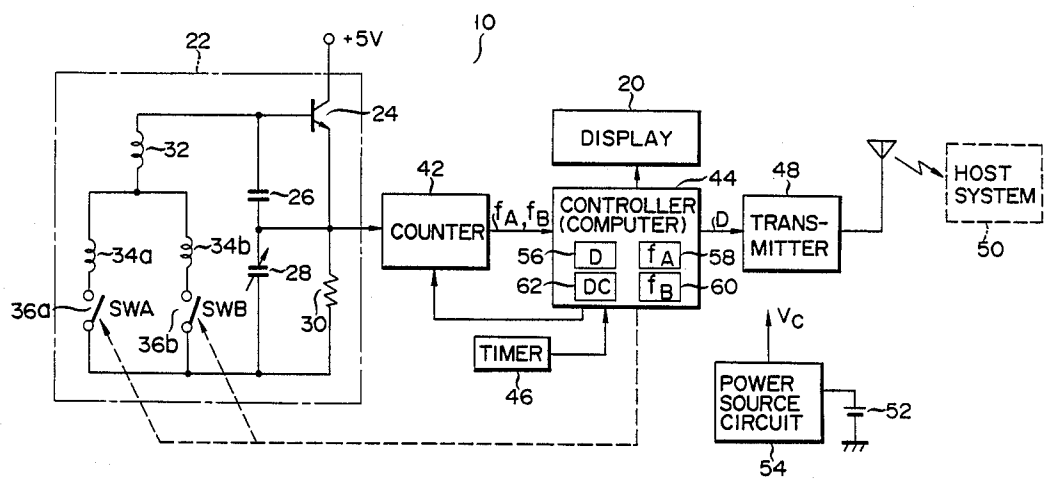 10
22
+5V
24
32
26
34a
34b
28
36a
SWA
36b
SWB
30
42
COUNTER
fA, fB
20
DISPLAY
44
CONTROLLER
(COMPUTER)
56
D
fA
58
62
DC
fB
60
D
48
TRANS-
MITTER
HOST
SYSTEM
50
TIMER
46
VC
POWER
SOURCE
CIRCUIT
52
54